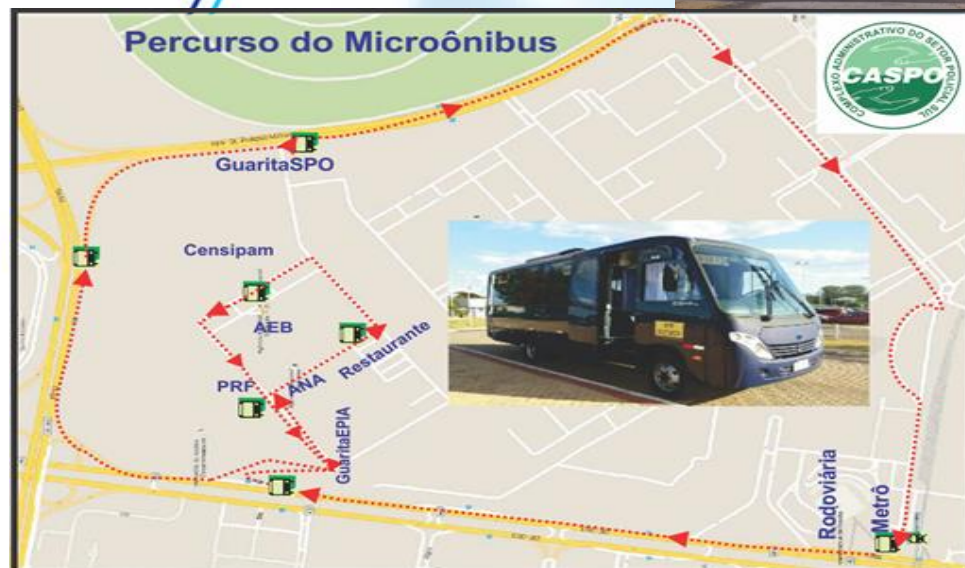 Percurso do Microônibus
COMPLEXO ADMINISTRATIVO DO SETOR POLICIAL SUL
CASPO
GuaritaSPO
Censipam
AEB
Restaurante
PRF
ANA
GuaritaEPIA
Rodoviária
Metrô